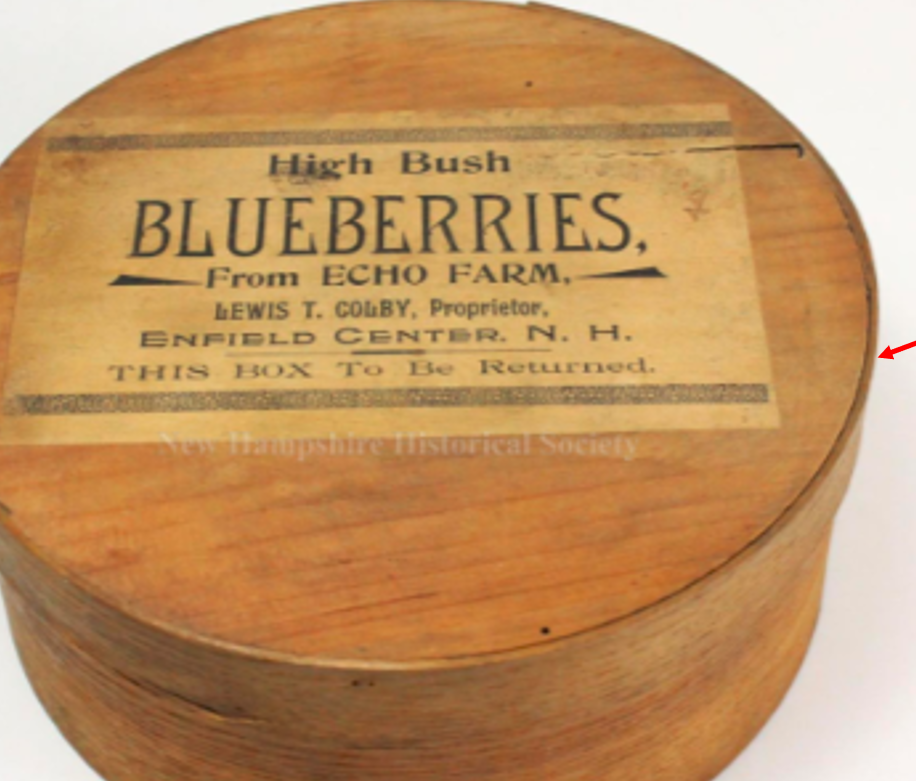 High Bush
BLUEBERRIES,
From ECHO FARM,
LEWIS T. COLBY, Proprietor,
ENFIELD CENTER. N. H.
THIS BOX To Be Returned.
New Hampshire Historical Society